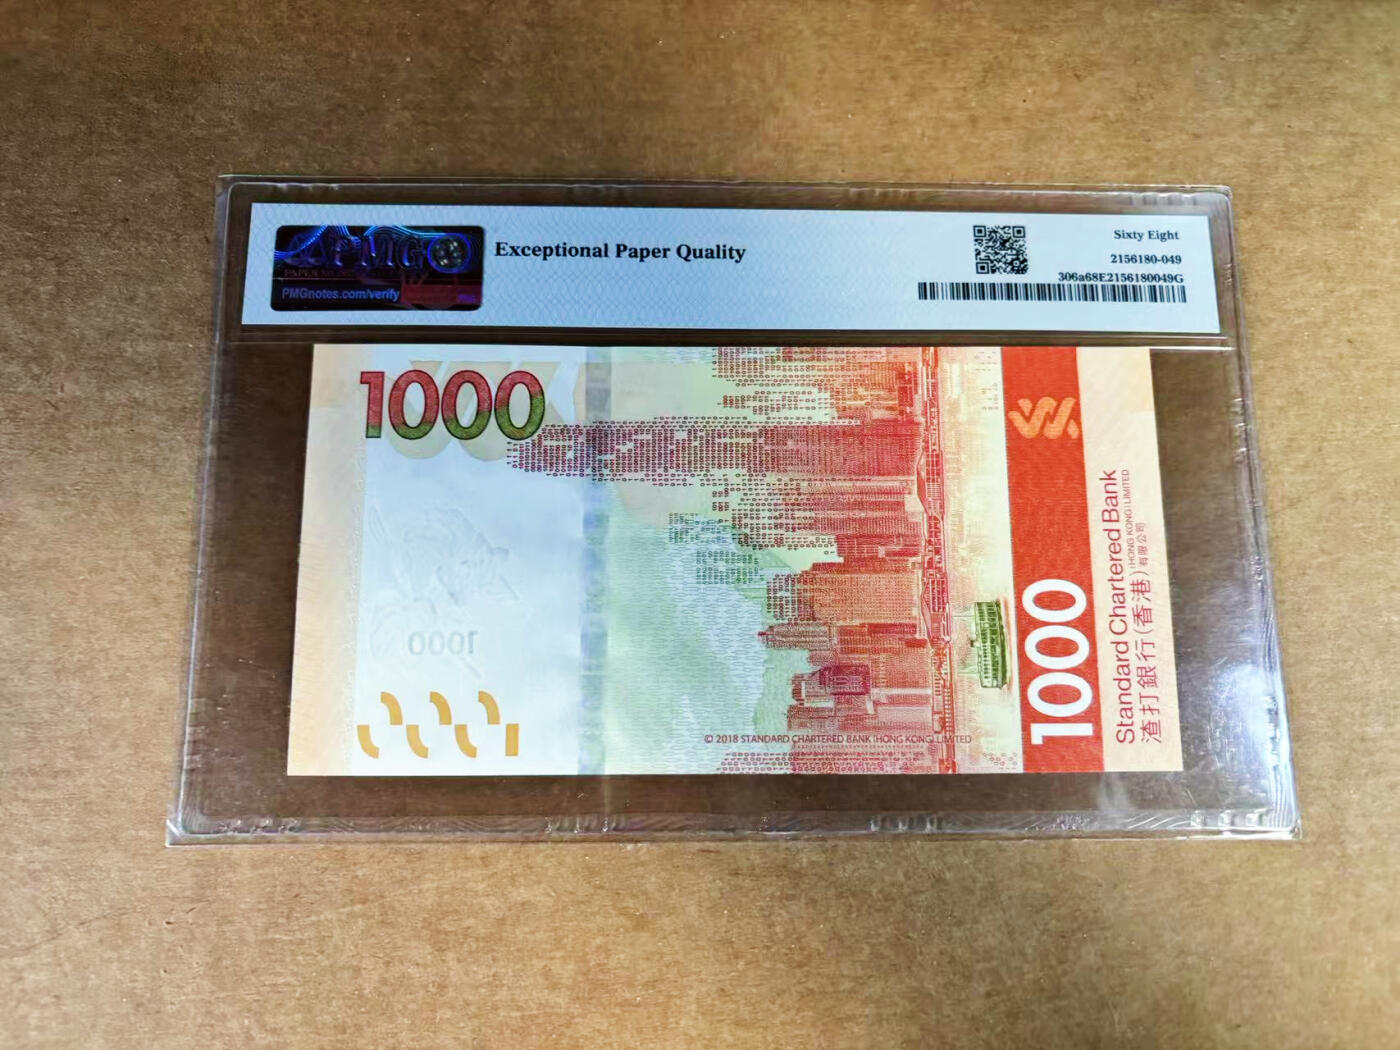 PMG
PAPER MONEY
PMGnotes.com/verify
Exceptional Paper Quality
Sixty Eight
2156180-049
306a68E2156180049G
1000
1000
© 2018 STANDARD CHARTERED BANK (HONG KONG) LIMITED
1000
Standard Chartered Bank
(HONG KONG) LIMITED
渣打銀行(香港)有限公司